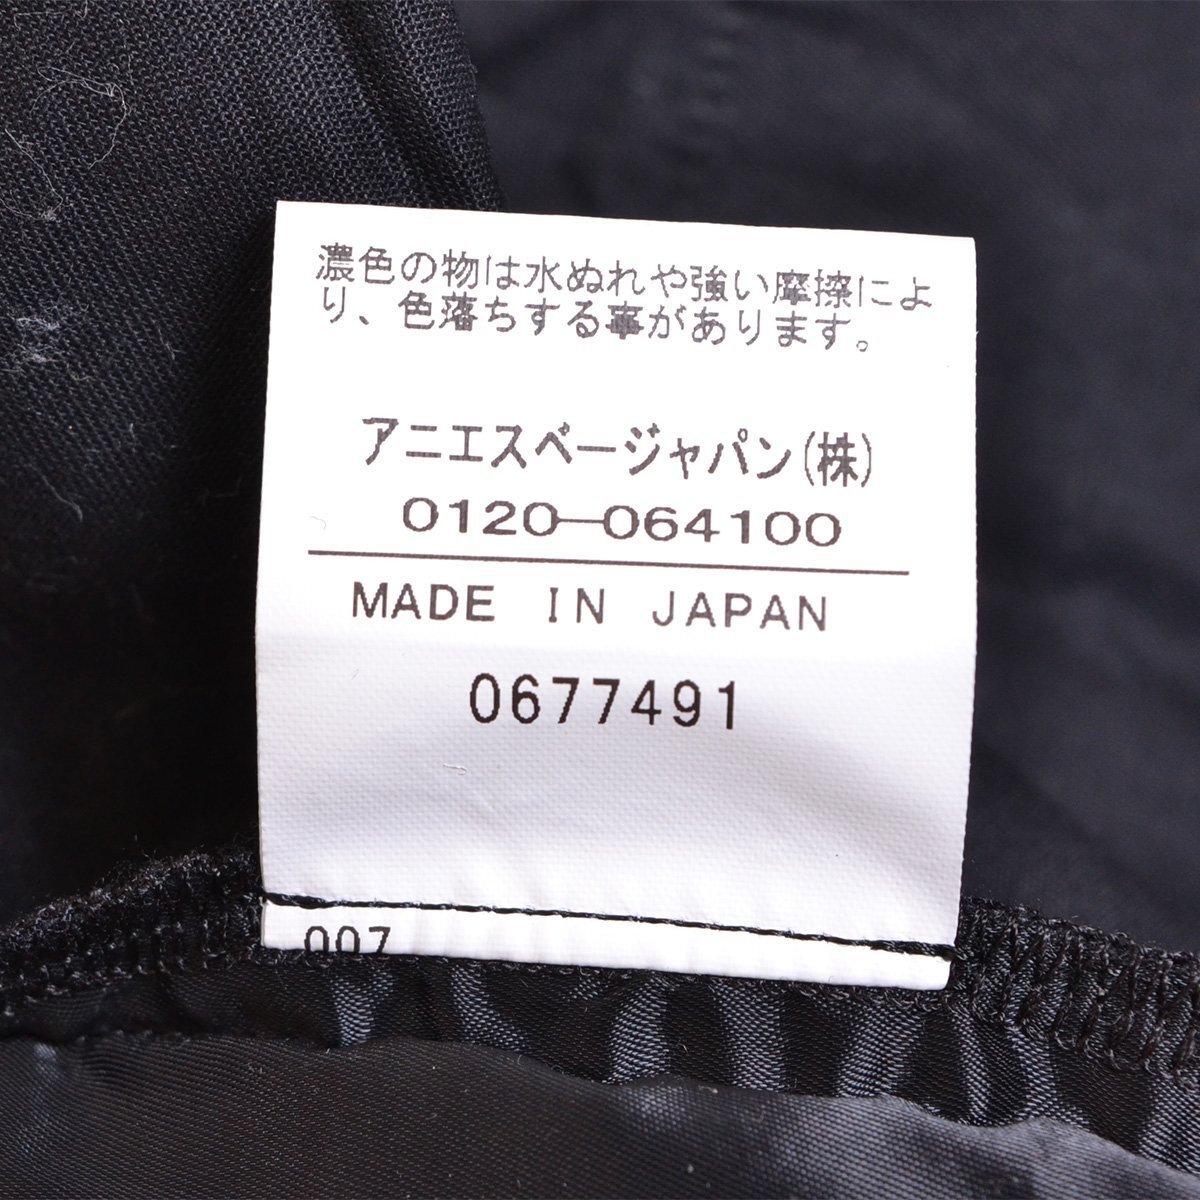 濃色の物は水ぬれや強い摩擦によ
り、色落ちする事があります。
アニエスベージャパン(株)
0120-064100
MADE IN JAPAN
0677491
007